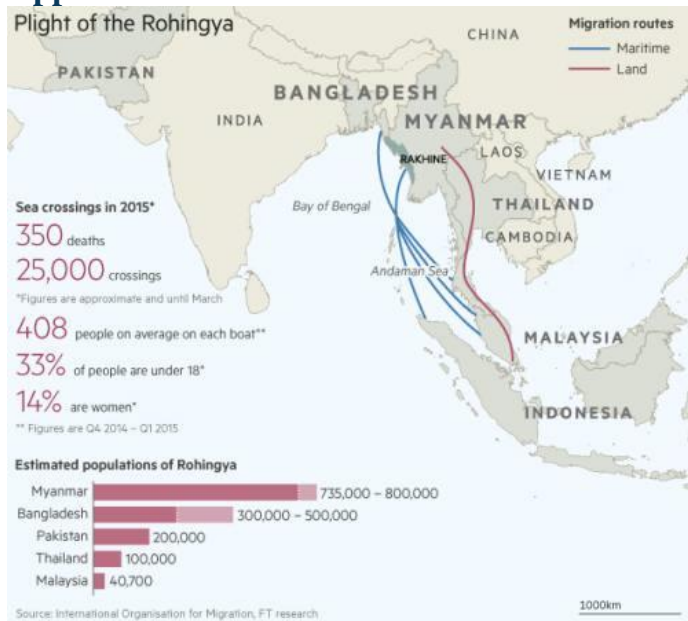 Plight of the Rohingya
Migration routes
Maritime
Land
CHINA
PAKISTAN
BANGLADESH
INDIA
MYANMAR
RAKHINE
LAOS
VIETNAM
Bay of Bengal
THAILAND
CAMBODIA
Andaman Sea
MALAYSIA
INDONESIA
Sea crossings in 2015*
350 deaths
25,000 crossings
*Figures are approximate and until March
408 people on average on each boat**
33% of people are under 18*
14% are women*
** Figures are Q4 2014 – Q1 2015
Estimated populations of Rohingya
Myanmar 735,000 – 800,000
Bangladesh 300,000 – 500,000
Pakistan 200,000
Thailand 100,000
Malaysia 40,700
Source: International Organisation for Migration, FT research
1000km